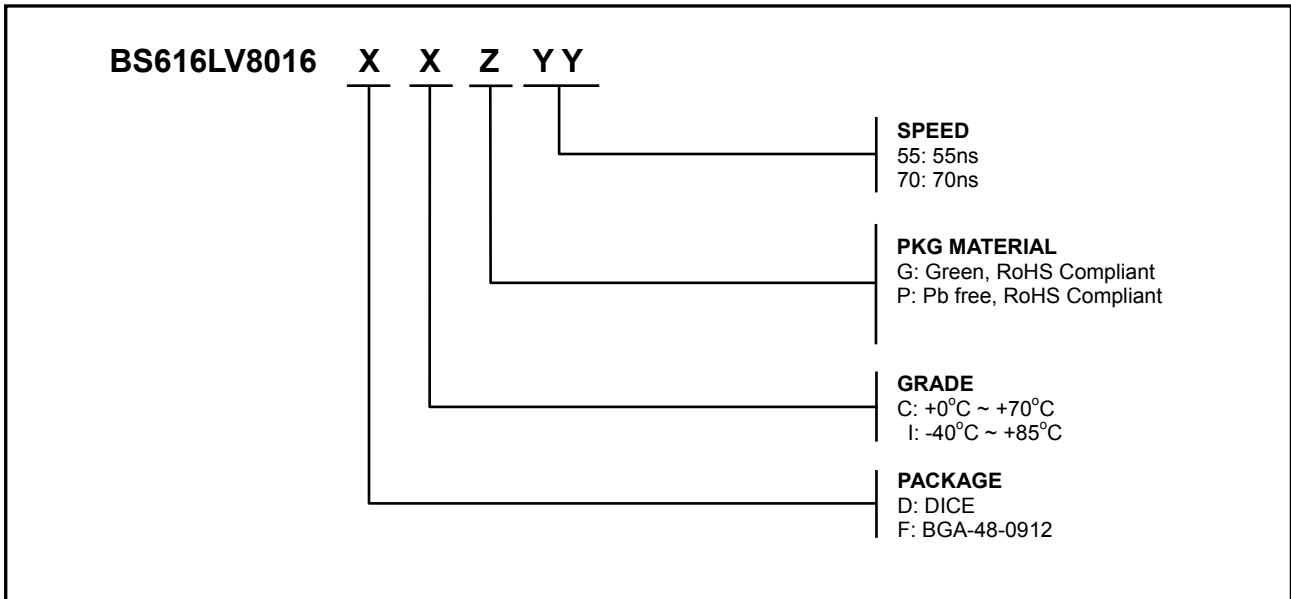 BS616LV8016 X X Z Y Y
SPEED
55: 55ns
70: 70ns
PKG MATERIAL
G: Green, RoHS Compliant
P: Pb free, RoHS Compliant
GRADE
C: +0°C ~ +70°C
I: -40°C ~ +85°C
PACKAGE
D: DICE
F: BGA-48-0912